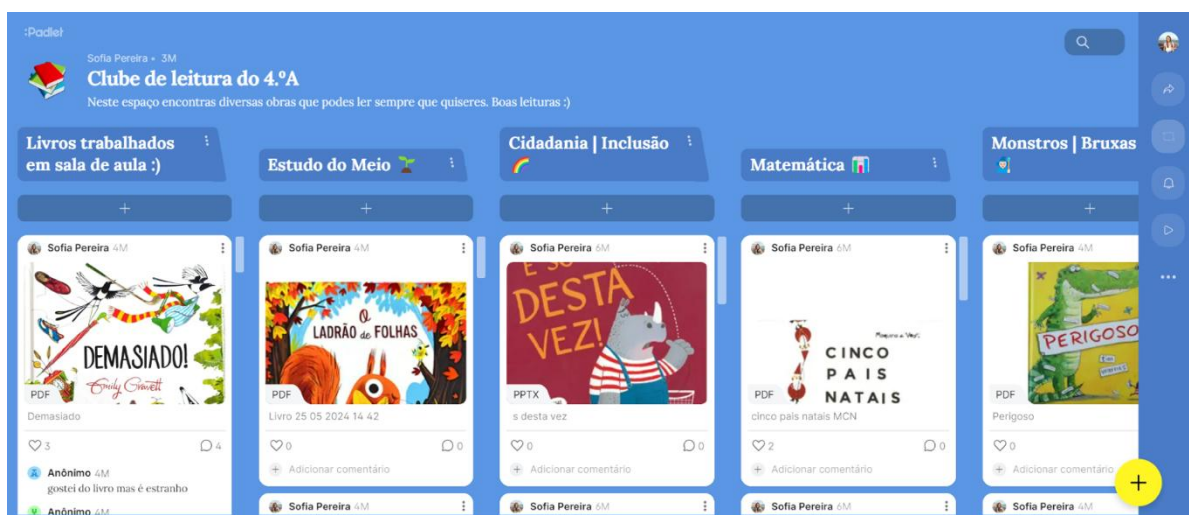 :Padlet
Sofia Pereira • 3M
Clube de leitura do 4.ºA
Neste espaço encontras diversas obras que podes ler sempre que quiseres. Boas leituras :)
Livros trabalhados
em sala de aula :)
Estudo do Meio
Cidadania | Inclusão
Matemática
Monstros | Bruxas
+
+
+
+
+
Sofia Pereira 4M
DEMASIADO!
Emily Gravett
PDF
Demasiado
3
4
Anônimo 4M
gostei do livro mas é estranho
Anônimo 4M
Sofia Pereira 4M
O
LADRÃO de FOLHAS
PDF
Livro 25 05 2024 14 42
0
0
+ Adicionar comentário
Sofia Pereira 4M
Sofia Pereira 6M
É SÓ
DESTA
VEZ!
PPTX
s desta vez
0
0
+ Adicionar comentário
Sofia Pereira 6M
Sofia Pereira 6M
CINCO
PAIS
NATAIS
PDF
cinco pais natais MCN
2
0
+ Adicionar comentário
Sofia Pereira 6M
Sofia Pereira 4M
PERIGOSO
PDF
Perigoso
0
+ Adicionar comentário
Sofia Pereira 4M
+